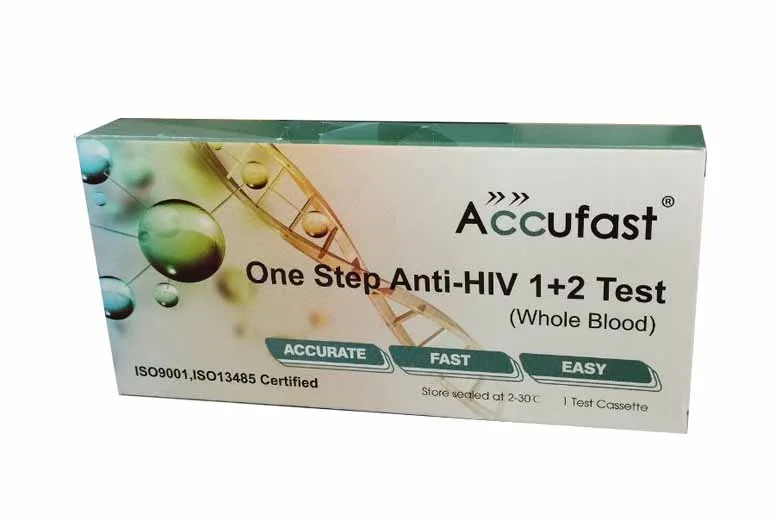 Accufast®
One Step Anti-HIV 1+2 Test
(Whole Blood)
ACCURATE FAST EASY
ISO9001,ISO13485 Certified
Store sealed at 2-30℃ 1 Test Cassette